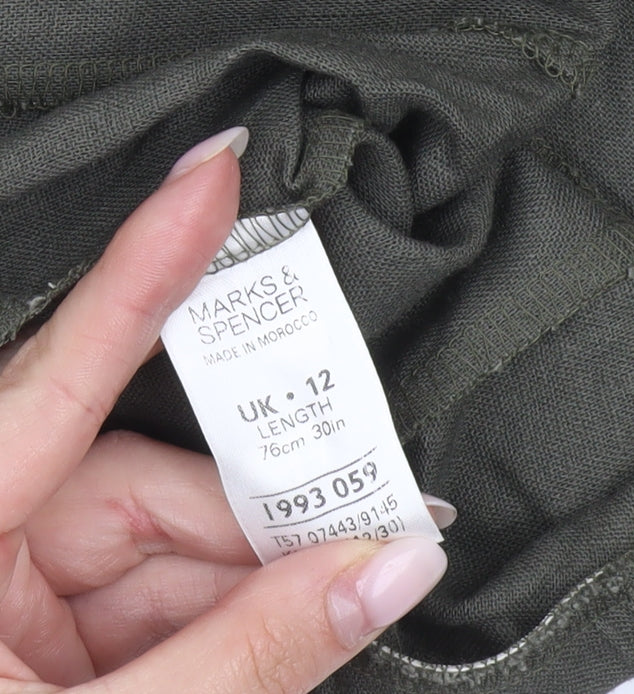 MARKS &
SPENCER
MADE IN MOROCCO
UK • 12
LENGTH
76cm 30in
1993 059
T57 07443/9145